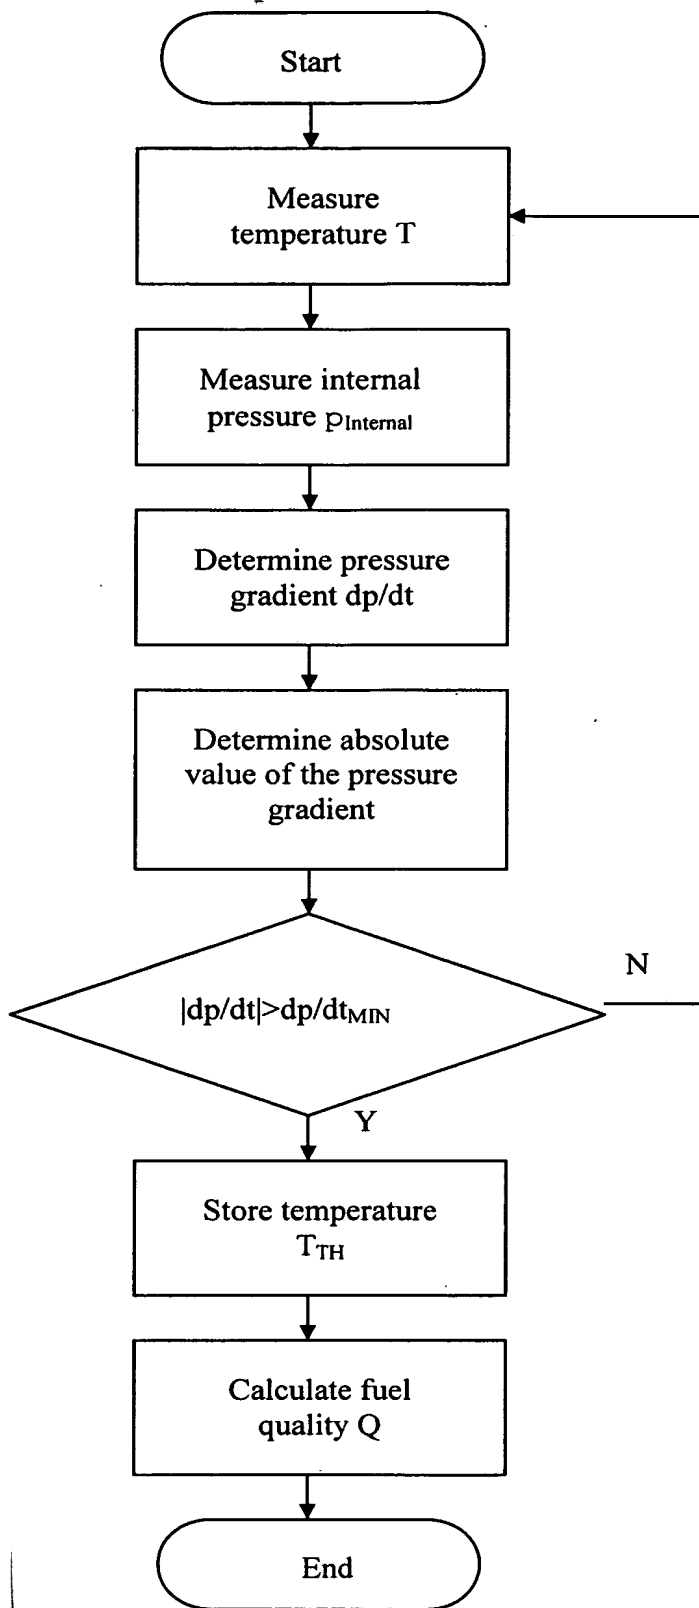 Start
Measure
temperature T
Measure internal
pressure pInternal
Determine pressure
gradient dp/dt
Determine absolute
value of the pressure
gradient
N
|dp/dt|>dp/dtMIN
Y
Store temperature
TTH
Calculate fuel
quality Q
End